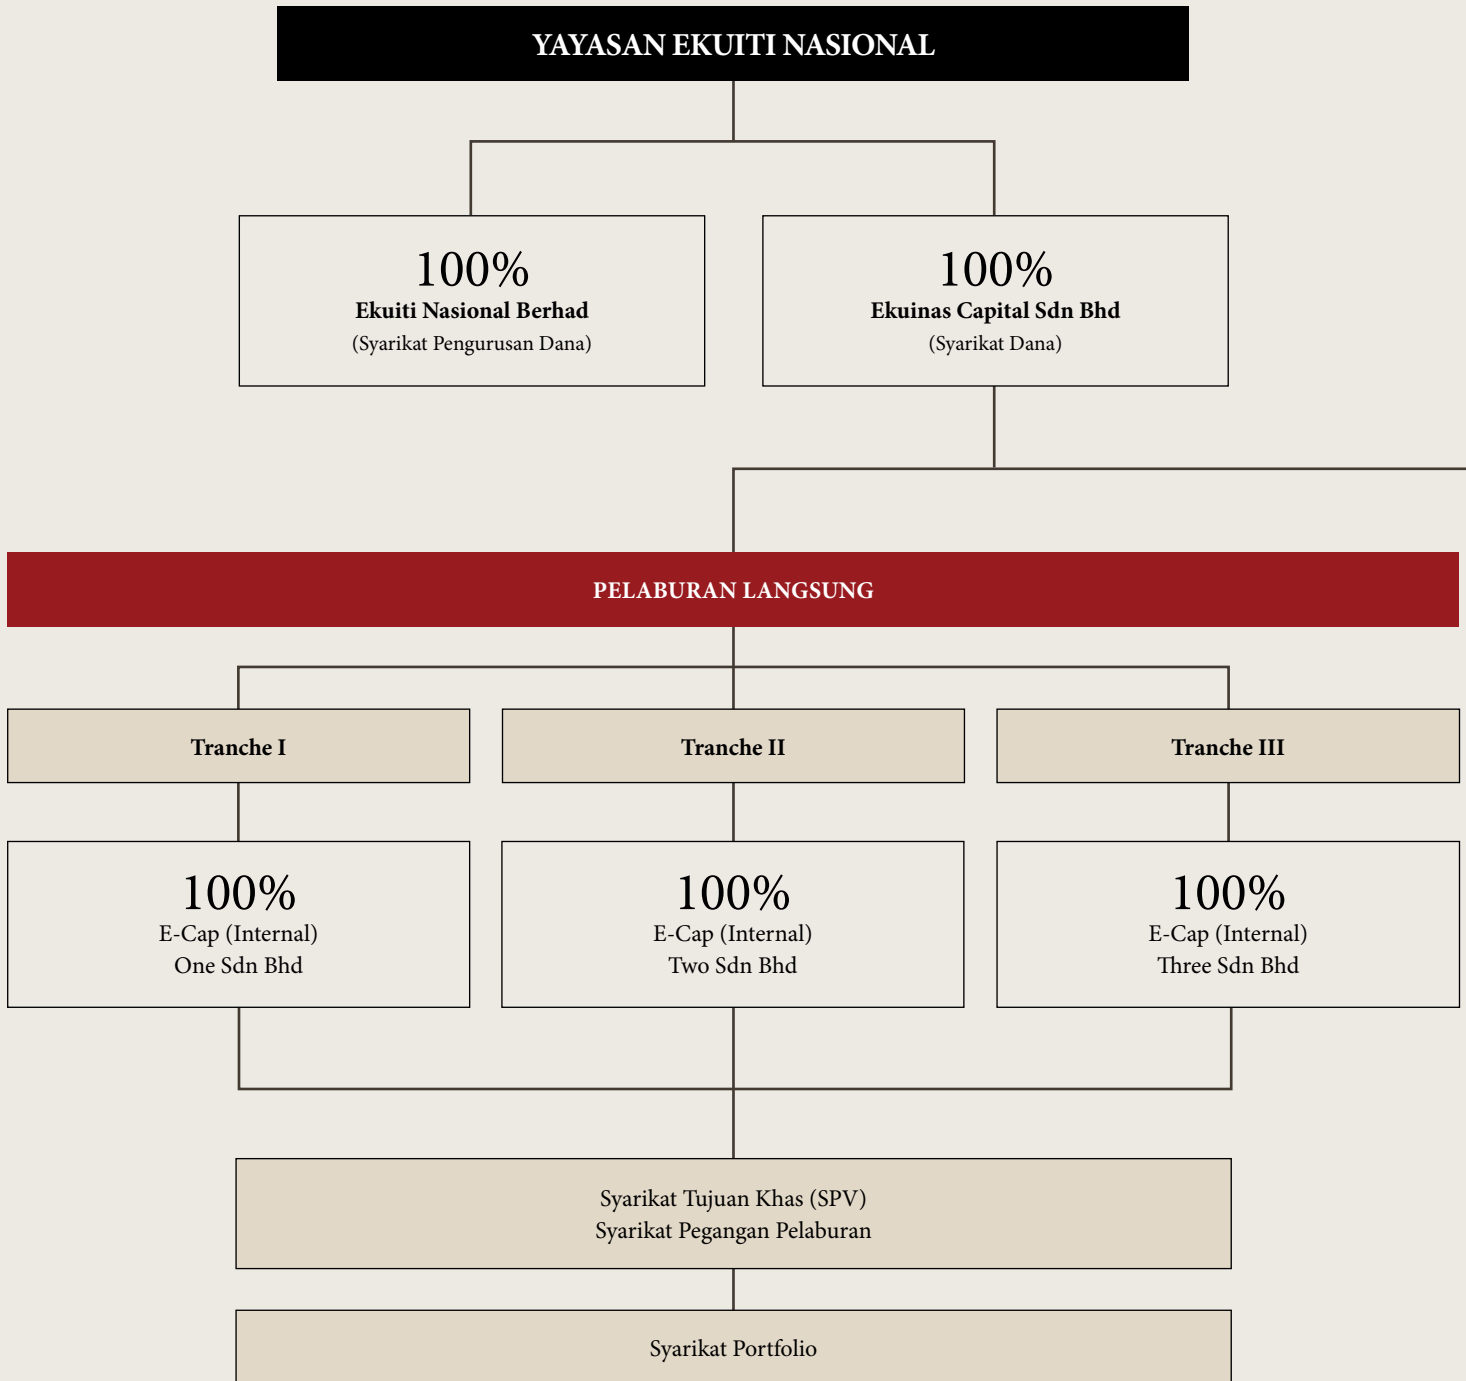 YAYASAN EKUITI NASIONAL
100%
Ekuiti Nasional Berhad
(Syarikat Pengurusan Dana)
100%
Ekuinas Capital Sdn Bhd
(Syarikat Dana)
PELABURAN LANGSUNG
Tranche I
Tranche II
Tranche III
100%
E-Cap (Internal)
One Sdn Bhd
100%
E-Cap (Internal)
Two Sdn Bhd
100%
E-Cap (Internal)
Three Sdn Bhd
Syarikat Tujuan Khas (SPV)
Syarikat Pegangan Pelaburan
Syarikat Portfolio